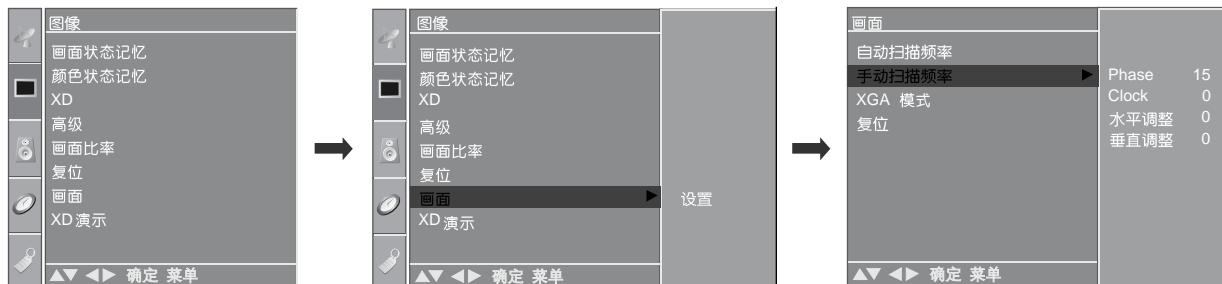 图像
画面状态记忆
颜色状态记忆
XD
高级
画面比率
复位
画面
XD 演示
确定 菜单
图像
画面状态记忆
颜色状态记忆
XD
高级
画面比率
复位
画面
XD 演示
确定 菜单
设置
画面
自动扫描频率
手动扫描频率
XGA 模式
复位
确定 菜单
Phase 15
Clock 0
水平调整 0
垂直调整 0